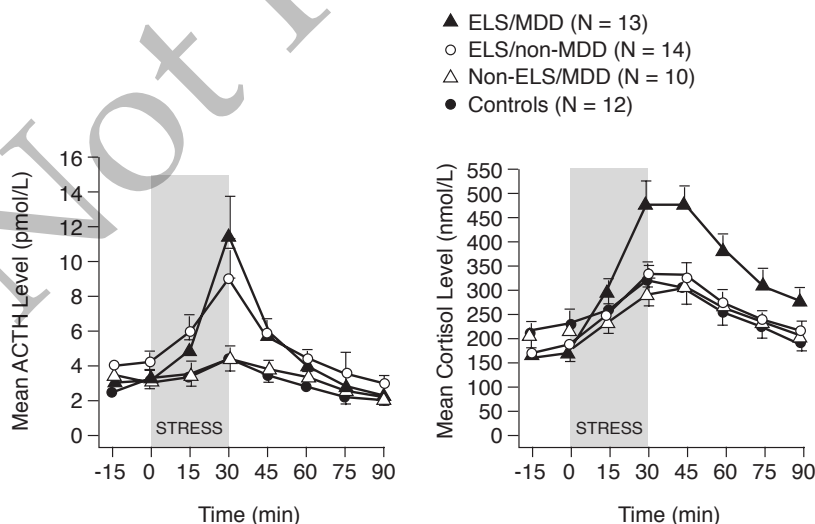 ▲ ELS/MDD (N = 13)
○ ELS/non-MDD (N = 14)
△ Non-ELS/MDD (N = 10)
● Controls (N = 12)
Not
Mean ACTH Level (pmol/L)
16
14
12
10
8
6
4
2
0
STRESS
-15 0 15 30 45 60 75 90
Time (min)
Mean Cortisol Level (nmol/L)
550
500
450
400
350
300
250
200
150
100
50
0
STRESS
-15 0 15 30 45 60 75 90
Time (min)